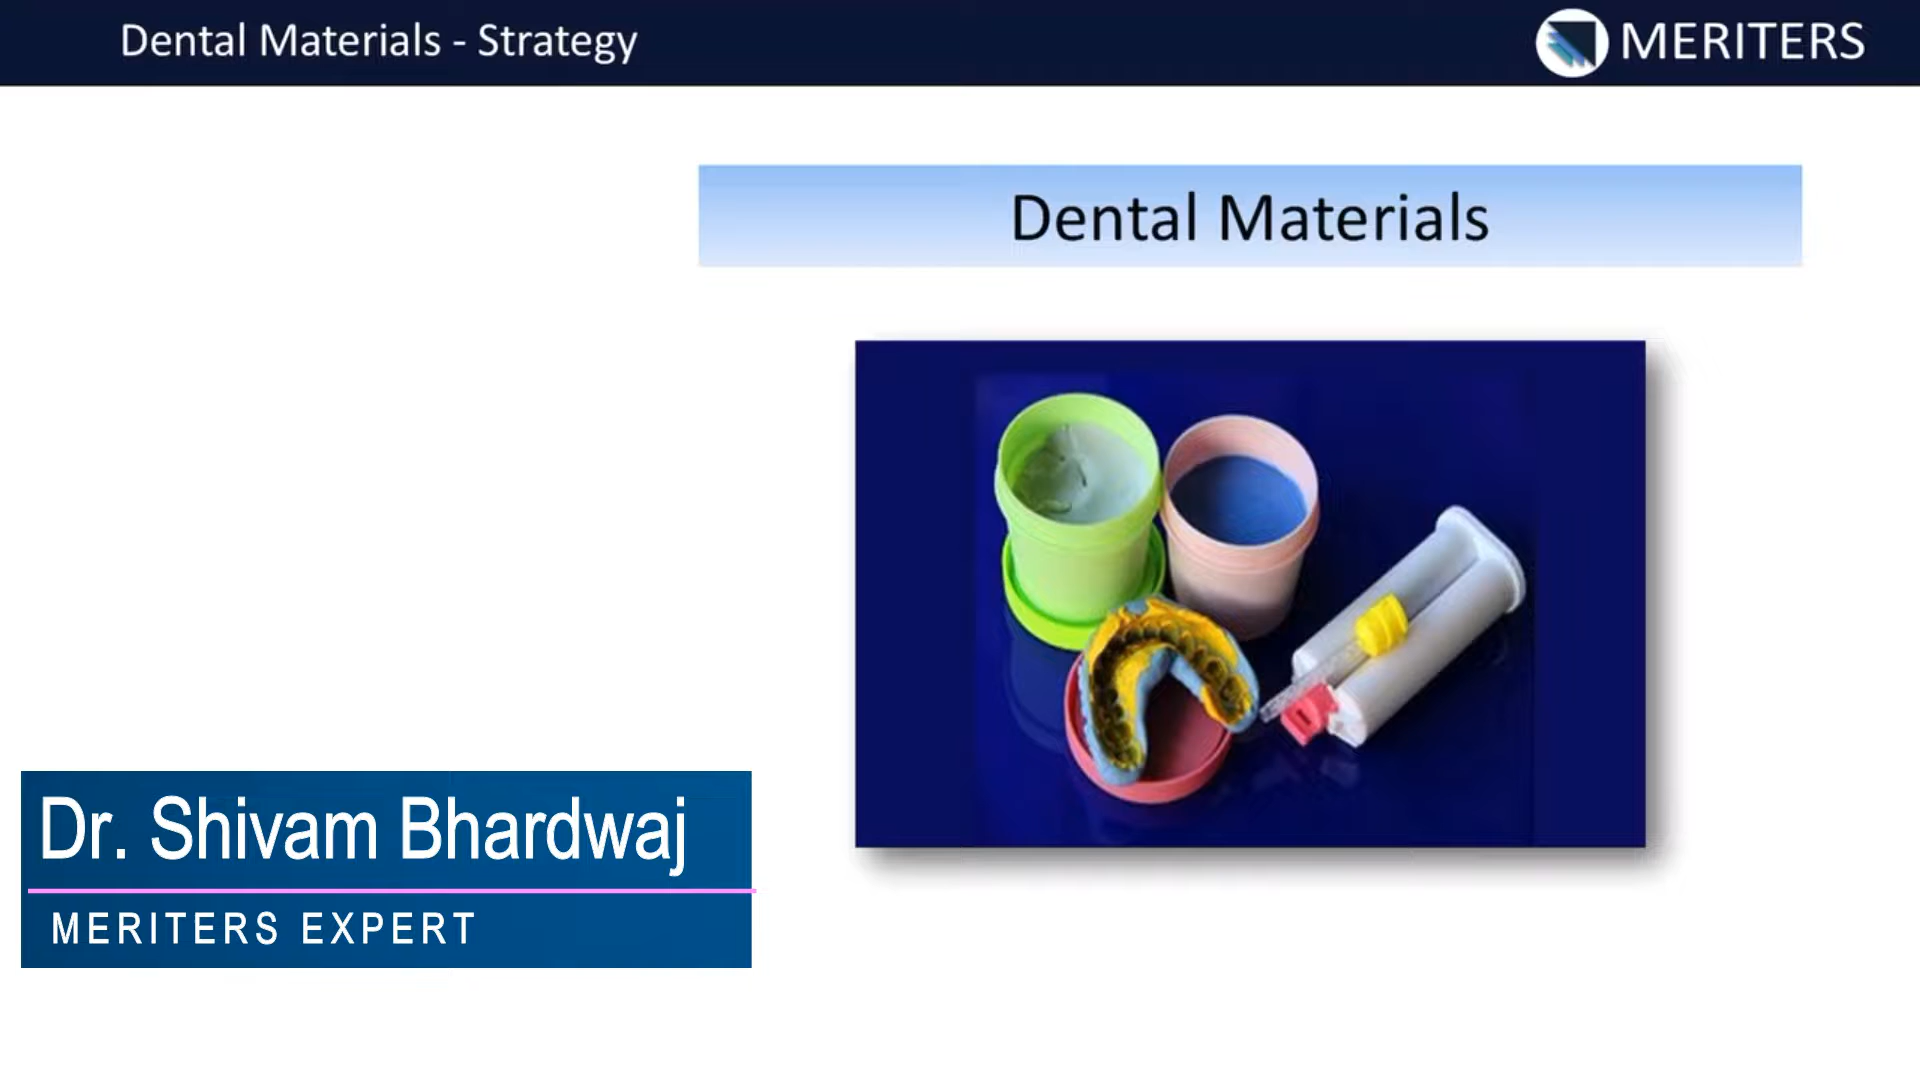 Dental Materials - Strategy
MERITERS
Dental Materials
Dr. Shivam Bhardwaj
MERITERS EXPERT